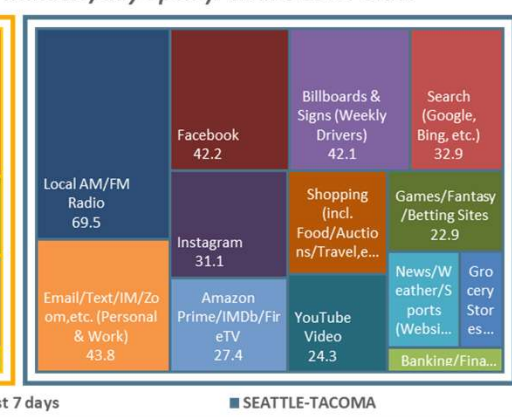 Local AM/FM
Radio
69.5
Email/Text/IM/Zo
om,etc. (Personal
& Work)
43.8
Facebook
42.2
Instagram
31.1
Amazon
Prime/IMDb/Fir
eTV
27.4
Billboards &
Signs (Weekly
Drivers)
42.1
Search
(Google,
Bing, etc.)
32.9
Shopping
(incl.
Food/Auctio
ns/Travel,e...
YouTube
Video
24.3
Games/Fantasy
/Betting Sites
22.9
News/W
eather/S
ports
(Websi...
Gro
cery
Stor
es...
Banking/Fina...
st 7 days
SEATTLE-TACOMA